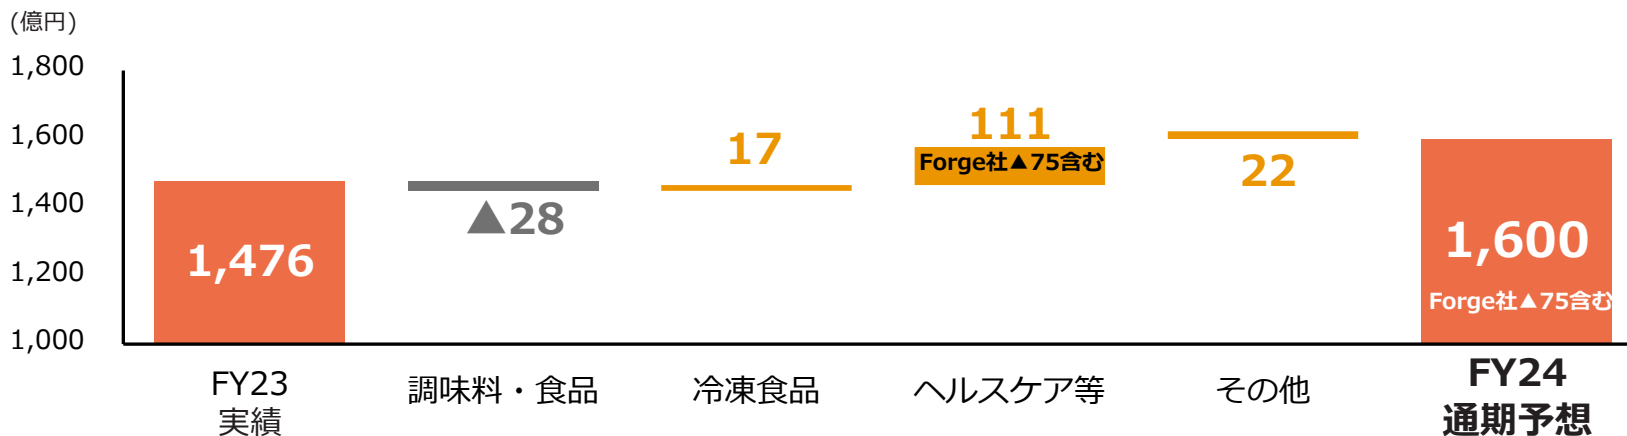 (億円)
1,800
1,600
1,400
1,200
1,000
1,476
▲28
17
111
Forge社▲75含む
22
1,600
Forge社▲75含む
FY23
実績
調味料・食品
冷凍食品
ヘルスケア等
その他
FY24
通期予想